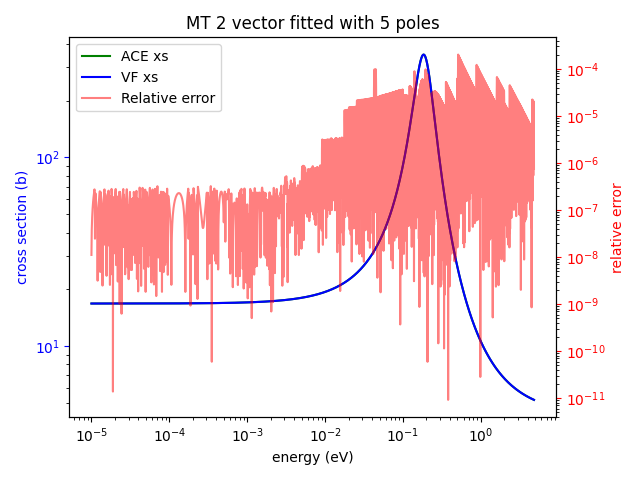 MT 2 vector fitted with 5 poles
ACE xs
VF xs
Relative error
cross section (b)
10²
10¹
10⁻⁴
10⁻⁵
10⁻⁶
10⁻⁷
10⁻⁸
10⁻⁹
10⁻¹⁰
10⁻¹¹
relative error
10⁻⁵
10⁻⁴
10⁻³
10⁻²
10⁻¹
10⁰
energy (eV)